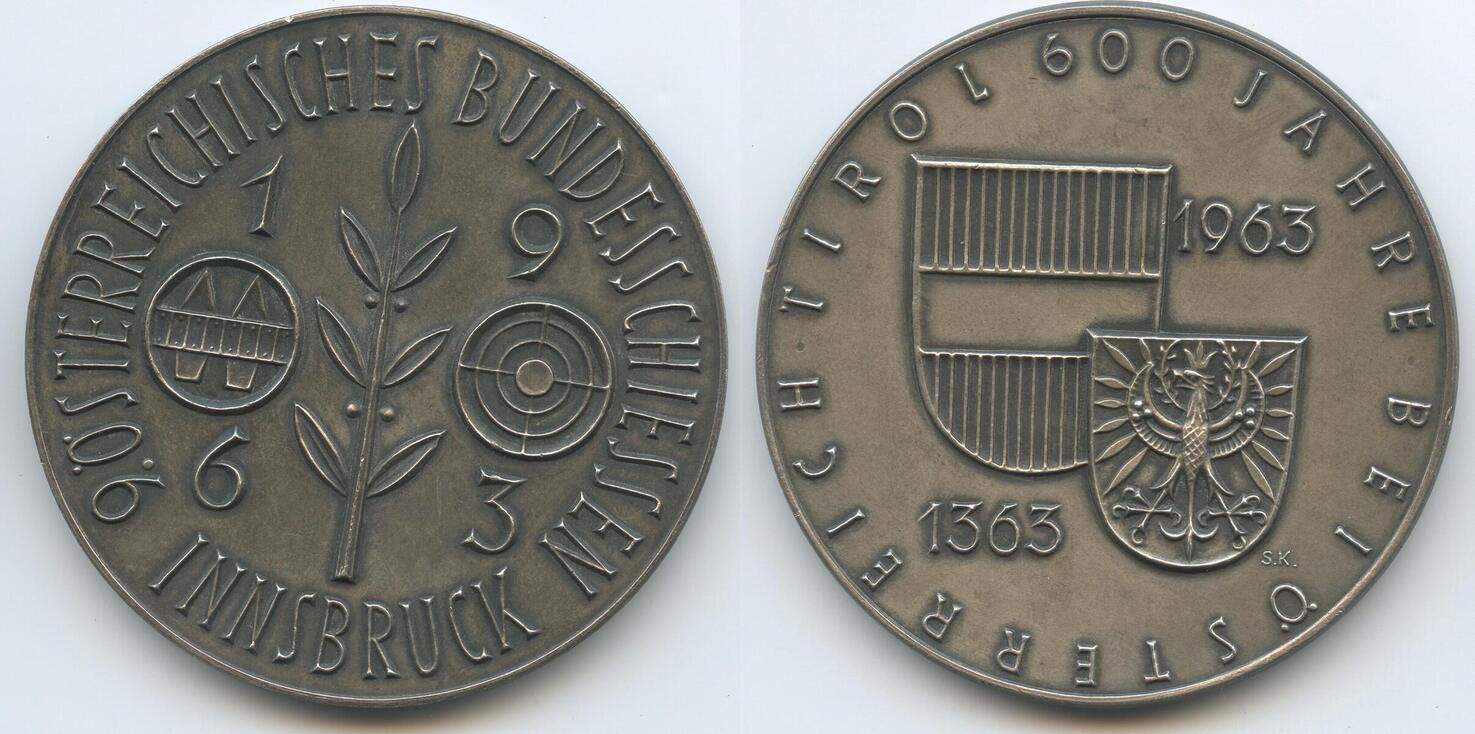 9. ÖSTERREICHISCHES BUNDESSCHIESSEN
INNSBRUCK
1 9
6 3
TIROL 600 JAHRE BEI ÖSTERREICH
1963
1363
S.K.